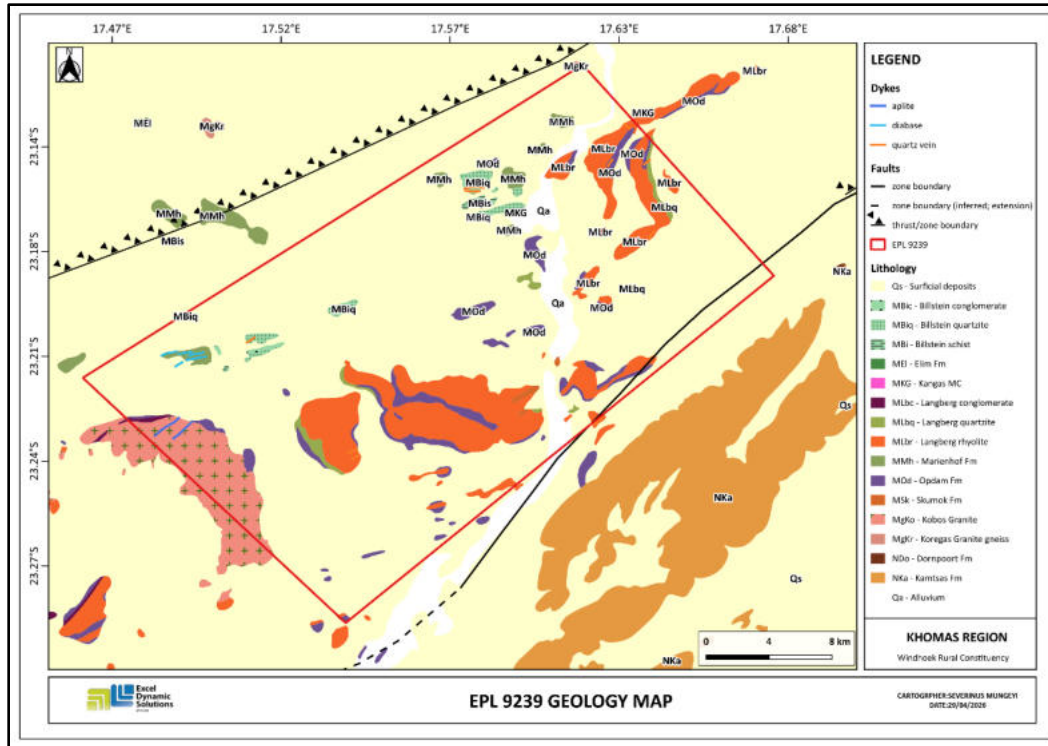 17.47°E 17.52°E 17.57°E 17.63°E 17.68°E
23.14°S
23.18°S
23.21°S
23.24°S
23.27°S
N
MgKr
MLbr
MOd
MKG
MEl
MgKr
MMh
MMh
MOd
MLbr
MOd
MOd
MMh
MBiq
MMh
MLbr
MBis
MBiq
MKG
Qa
MLbq
MMh
MMh
MMh
MLbr
MLbr
MBis
MOd
NKa
MLbr
MLbq
MBiq
MBiq
MOd
Qa
MOd
MOd
Qs
NKa
Qs
NKa
0 4 8 km
LEGEND
Dykes
aplite
diabase
quartz vein
Faults
zone boundary
zone boundary (inferred; extension)
thrust/zone boundary
EPL 9239
Lithology
Qs - Surficial deposits
MBic - Billstein conglomerate
MBiq - Billstein quartzite
MBi - Billstein schist
MEl - Elim Fm
MKG - Kangas MC
MLbc - Langberg conglomerate
MLbq - Langberg quartzite
MLbr - Langberg rhyolite
MMh - Marienhof Fm
MOd - Opdam Fm
MSk - Skumok Fm
MgKo - Kobos Granite
MgKr - Koregas Granite gneiss
NDo - Dornpoort Fm
NKa - Kamtsas Fm
Qa - Alluvium
KHOMAS REGION
Windhoek Rural Constituency
Excel
Dynamic
Solutions
EPL 9239 GEOLOGY MAP
CARTOGRPHER:SEVERINUS MUNGEYI
DATE:29/04/2026